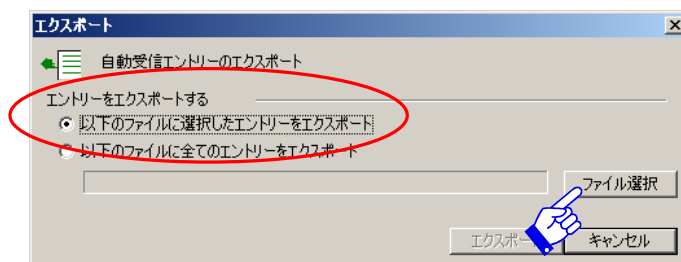 エクスポート
自動受信エントリーのエクスポート
エントリーをエクスポートする
以下のファイルに選択したエントリーをエクスポート
以下のファイルに全てのエントリーをエクスポート
ファイル選択
エクスポート キャンセル